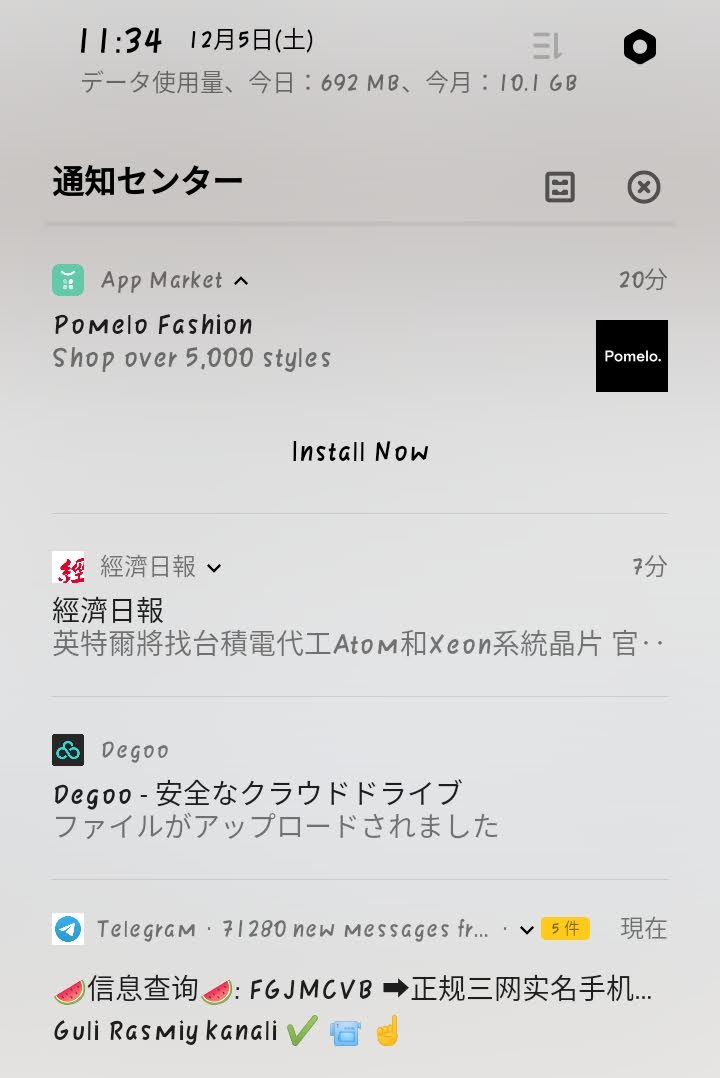 11:34 12月5日(土)
データ使用量、今日：692 MB、今月：10.1 GB
通知センター
App Market 20分
Pomelo Fashion
Shop over 5,000 styles
Pomelo.
Install Now
經 經濟日報 7分
經濟日報
英特爾將找台積電代工Atom和Xeon系統晶片 官‥
Degoo
Degoo - 安全なクラウドドライブ
ファイルがアップロードされました
Telegram · 71280 new messages fr... · 5 件 現在
🍉信息查询🍉: FGJMCVB ➡正规三网实名手机...
Guli Rasmiy kanali ✔ 👕 ☝